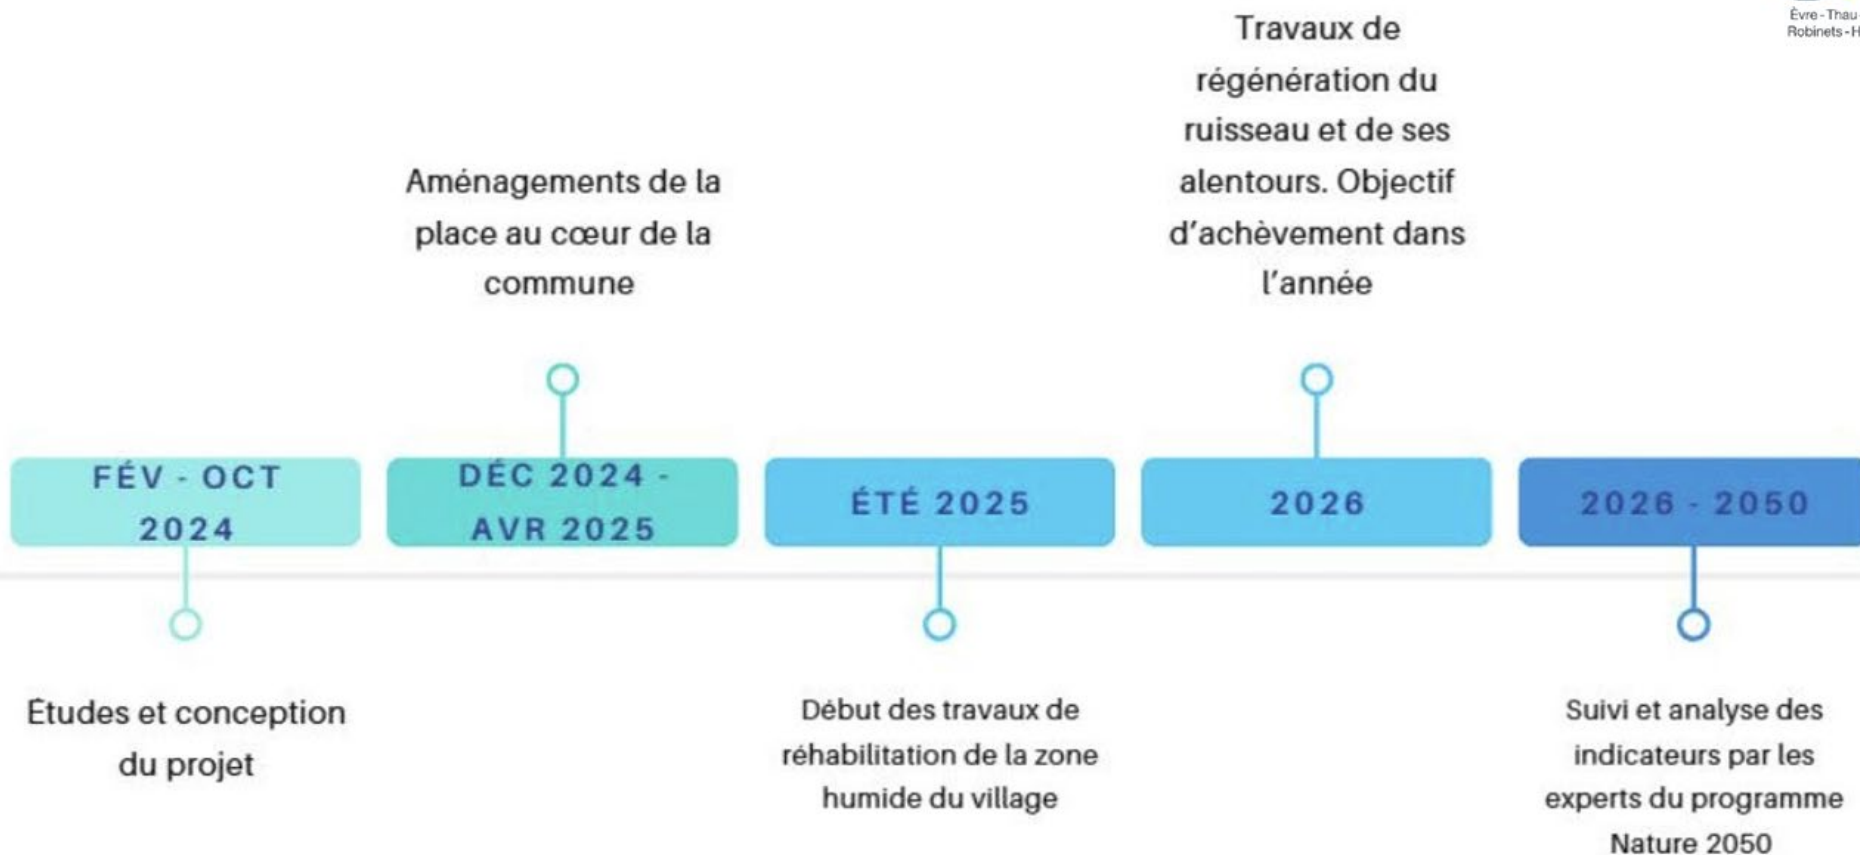 Èvre - Thau
Robinets - H
FÉV - OCT
2024
Études et conception
du projet
Aménagements de la
place au cœur de la
commune
DÉC 2024 -
AVR 2025
ÉTÉ 2025
Début des travaux de
réhabilitation de la zone
humide du village
Travaux de
régénération du
ruisseau et de ses
alentours. Objectif
d’achèvement dans
l’année
2026
2026 - 2050
Suivi et analyse des
indicateurs par les
experts du programme
Nature 2050